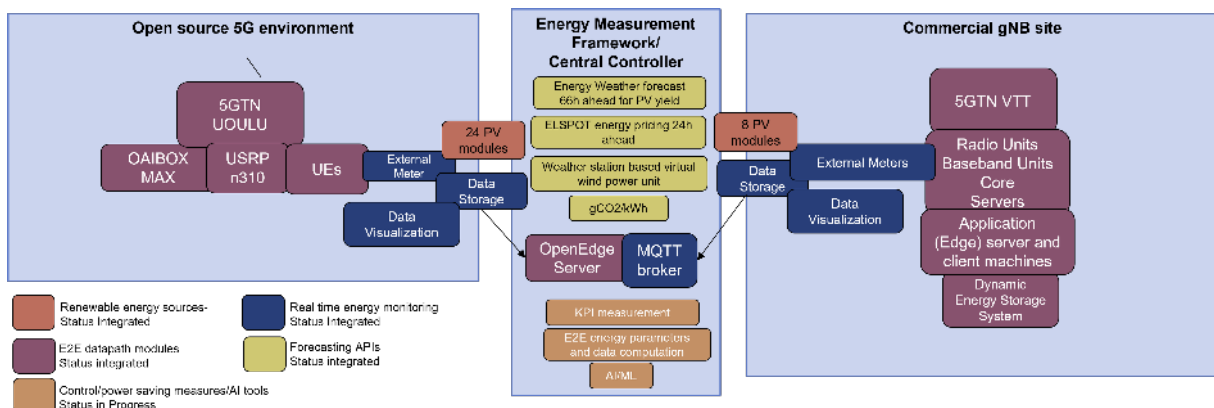 Open source 5G environment
5GTN
UOULU
OAIBOX
MAX
USRP
n310
UEs
External
Meter
24 PV
modules
Data
Storage
Data
Visualization
Energy Measurement
Framework/
Central Controller
Energy Weather forecast
66h ahead for PV yield
ELSPOT energy pricing 24h
ahead
Weather station based virtual
wind power unit
gCO2/kWh
OpenEdge
Server
MQTT
broker
KPI measurement
E2E energy parameters
and data computation
AI/ML
Commercial gNB site
8 PV
modules
Data
Storage
External Meters
Data
Visualization
5GTN VTT
Radio Units
Baseband Units
Core
Servers
Application
(Edge) server and
client machines
Dynamic
Energy Storage
System
Renewable energy sources-
Status Integrated
Real time energy monitoring
Status Integrated
E2E datapath modules
Status integrated
Forecasting APIs
Status integrated
Control/power saving measures/AI tools
Status in Progress